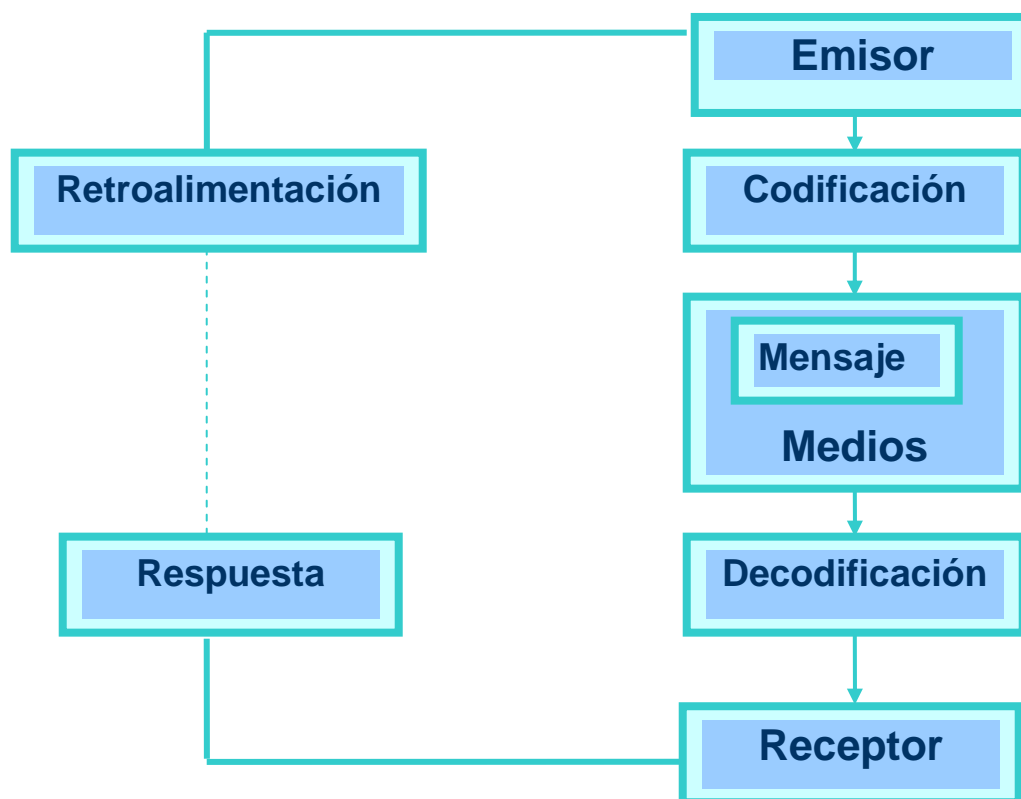 Emisor
Retroalimentación
Codificación
Mensaje
Medios
Respuesta
Decodificación
Receptor